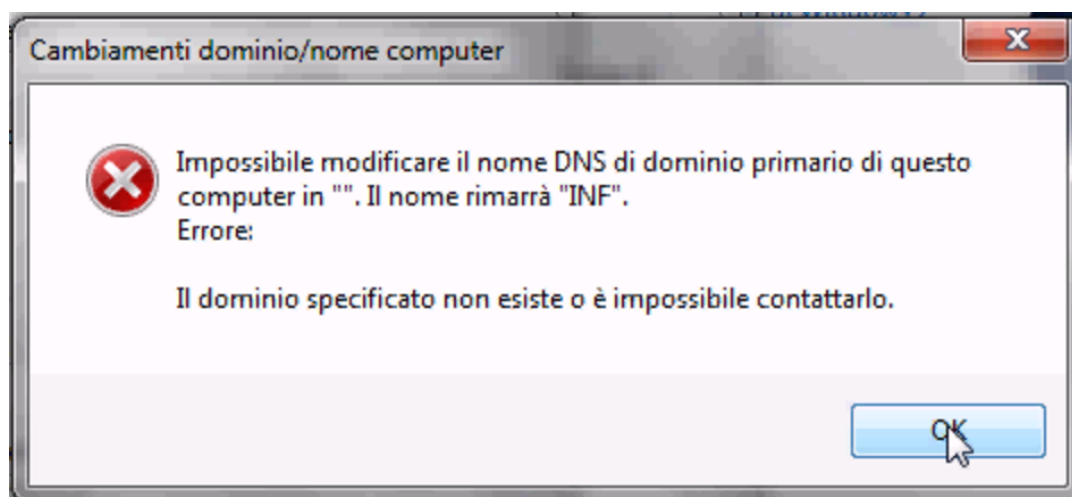 Cambiamenti dominio/nome computer
Impossibile modificare il nome DNS di dominio primario di questo
computer in "". Il nome rimarrà "INF".
Errore:
Il dominio specificato non esiste o è impossibile contattarlo.
OK